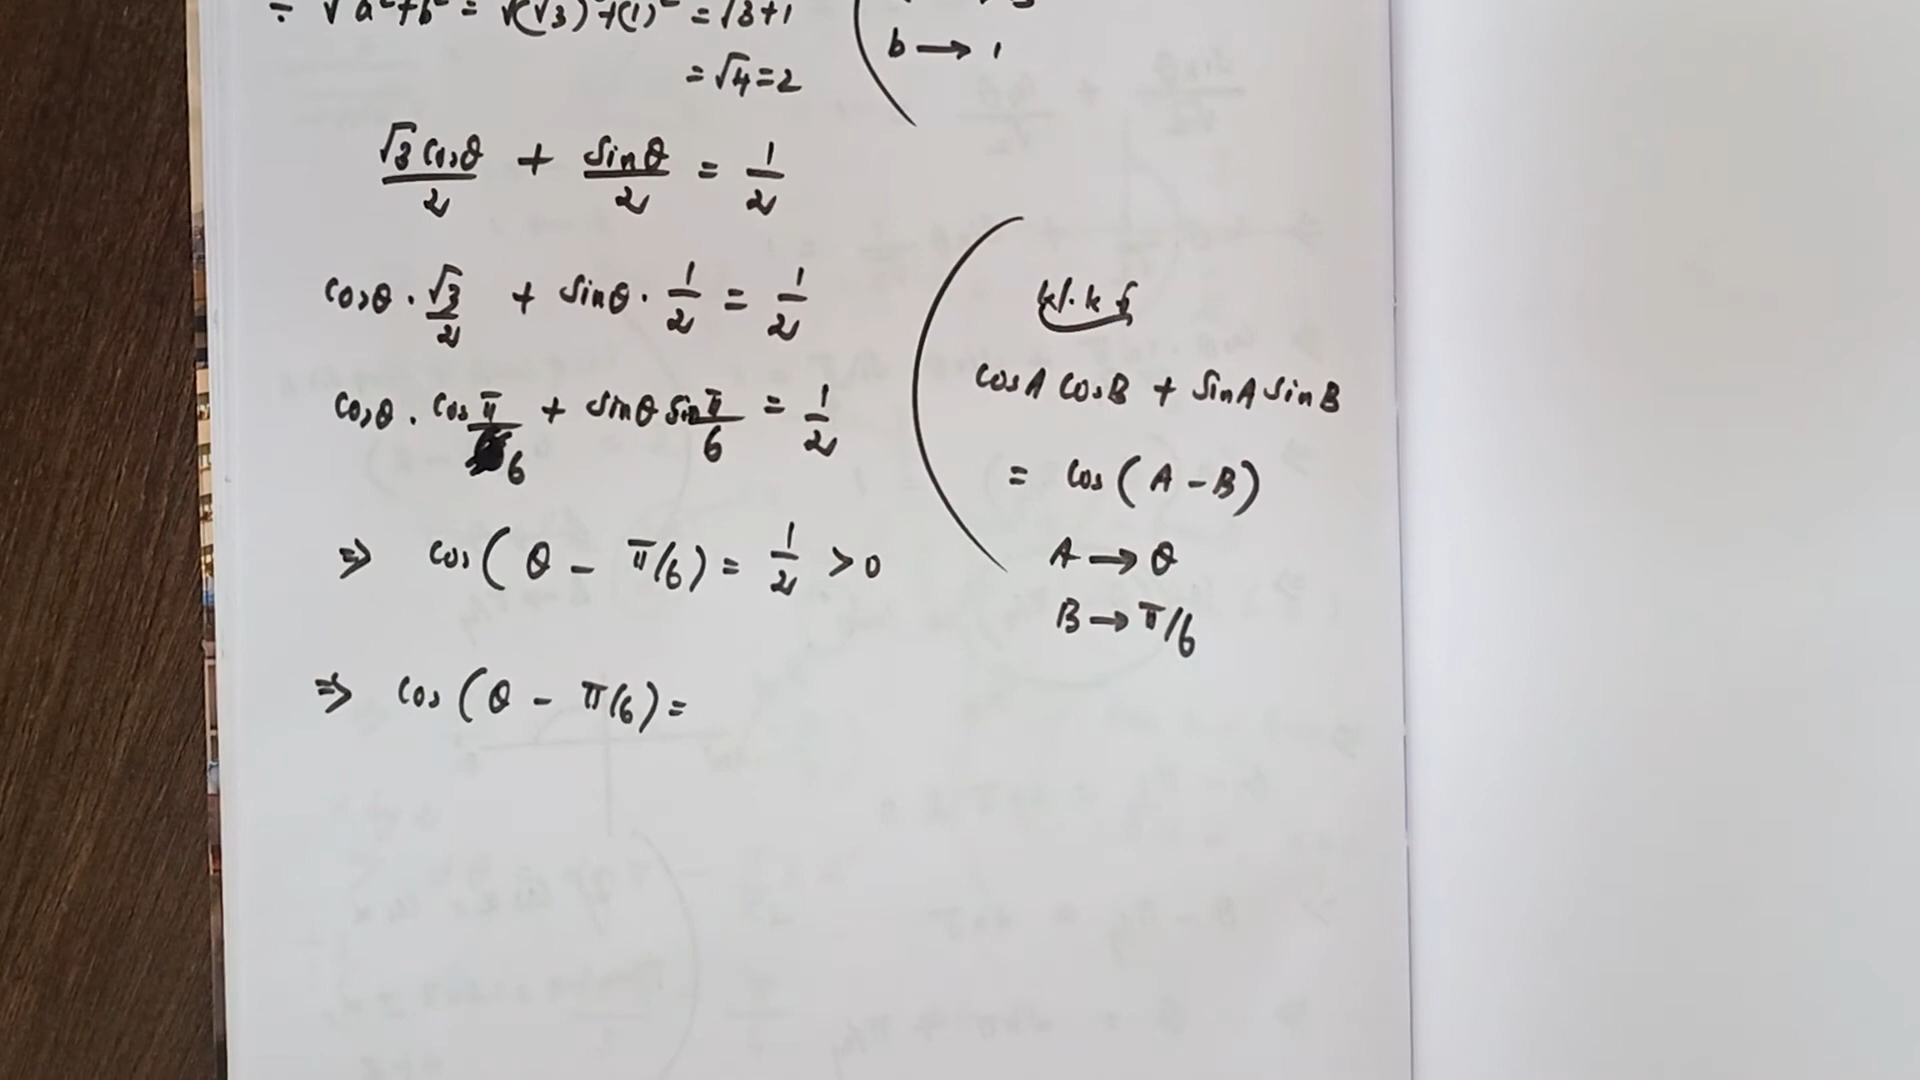 ÷ √a²+b² = √(√3)²+(1)² = √3+1
b → 1
= √4 = 2
√3 cosθ/2 + sinθ/2 = 1/2
cosθ · √3/2 + sinθ · 1/2 = 1/2
cosθ · cos π/6 + sinθ sin π/6 = 1/2
⇒ cos(θ - π/6) = 1/2 > 0
⇒ cos(θ - π/6) =
cosA cosB + sinA sinB
= cos(A - B)
A → θ
B → π/6